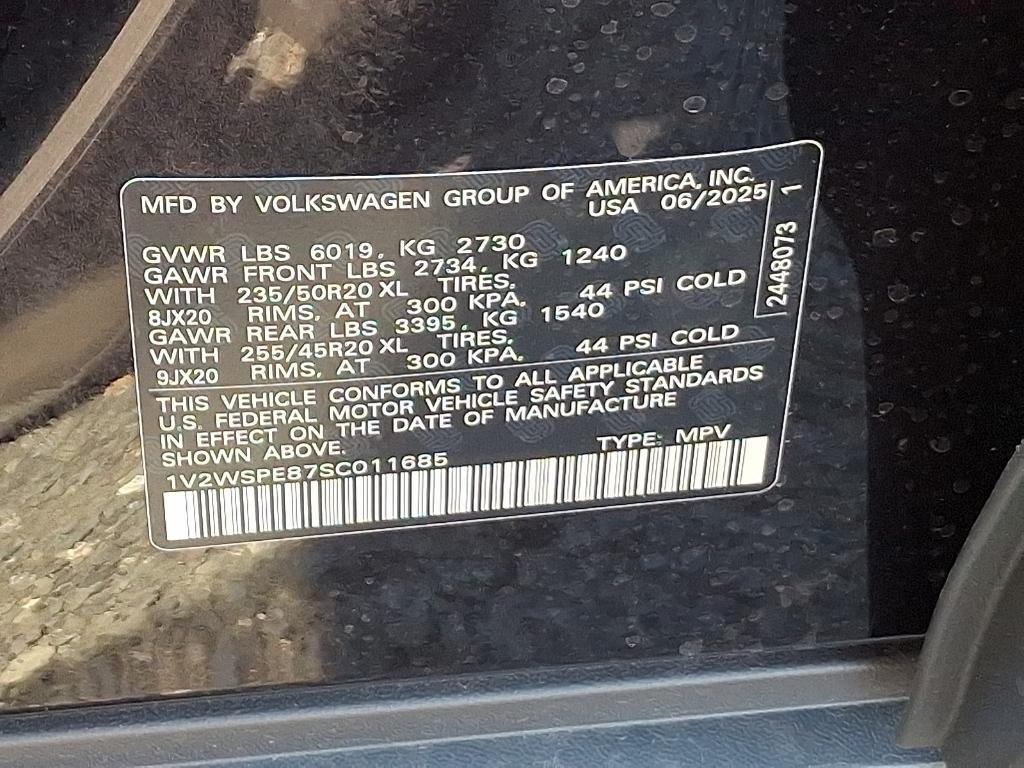 MFD BY VOLKSWAGEN GROUP OF AMERICA, INC.
USA 06/2025
GVWR LBS 6019, KG 2730
GAWR FRONT LBS 2734, KG 1240
WITH 235/50R20 XL TIRES,
8JX20 RIMS, AT 300 KPA, 44 PSI COLD
GAWR REAR LBS 3395, KG 1540
WITH 255/45R20 XL TIRES,
9JX20 RIMS, AT 300 KPA, 44 PSI COLD
THIS VEHICLE CONFORMS TO ALL APPLICABLE
U.S. FEDERAL MOTOR VEHICLE SAFETY STANDARDS
IN EFFECT ON THE DATE OF MANUFACTURE
SHOWN ABOVE. TYPE: MPV
1V2WSPE87SC011685
2448073 1